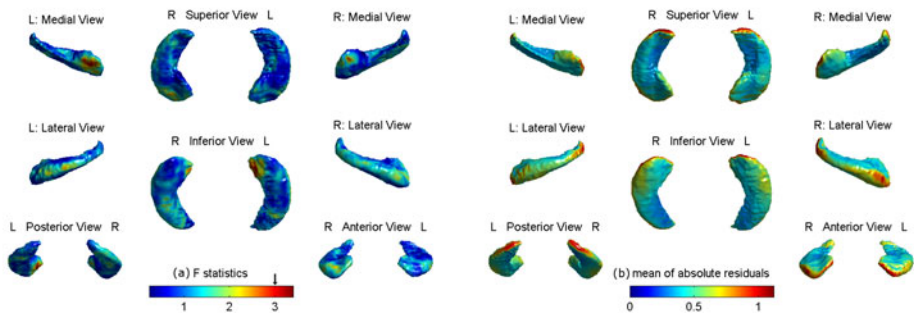 L: Medial View
R Superior View L
R: Medial View
L: Lateral View
R Inferior View L
R: Lateral View
L Posterior View R
R Anterior View L
(a) F statistics
1 2 3
L: Medial View
R Superior View L
R: Medial View
L: Lateral View
R Inferior View L
R: Lateral View
L Posterior View R
R Anterior View L
(b) mean of absolute residuals
0 0.5 1